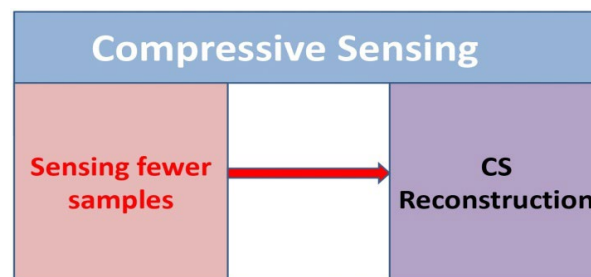 Compressive Sensing
Sensing fewer
samples
CS
Reconstruction